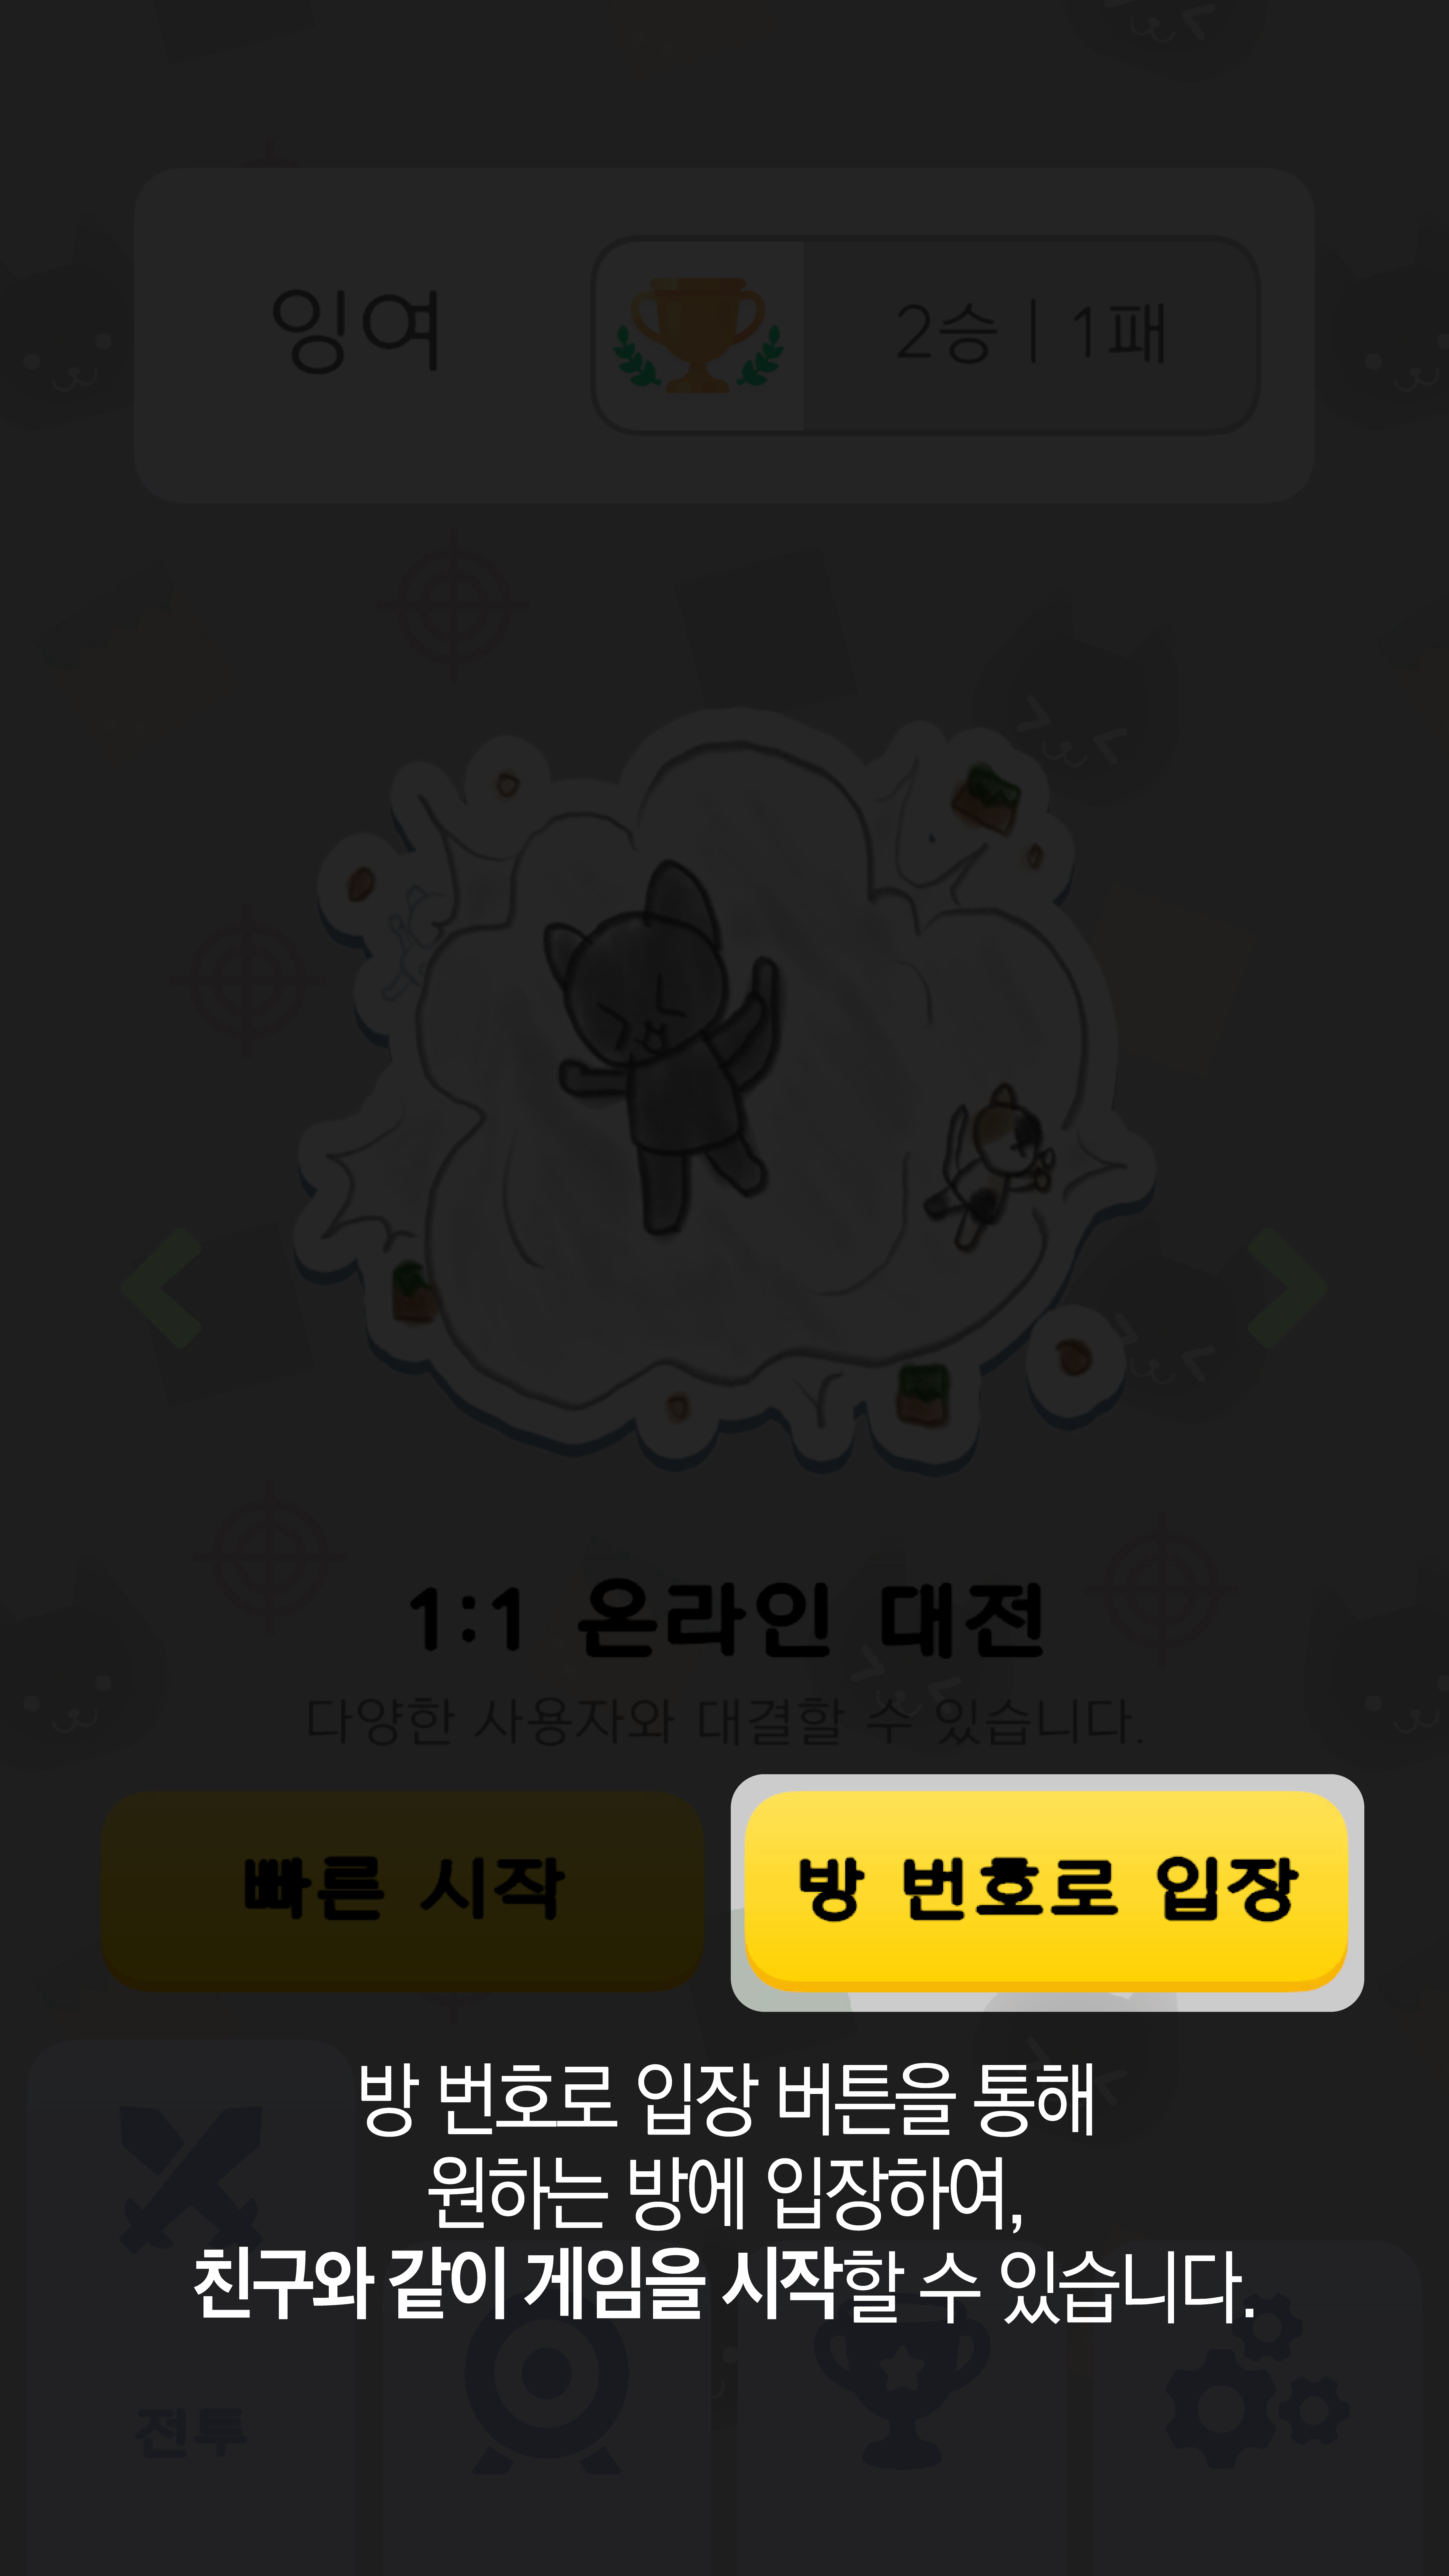 잉여
2승 | 1패
1:1 온라인 대전
다양한 사용자와 대결할 수 있습니다.
빠른 시작
방 번호로 입장
방 번호로 입장 버튼을 통해
원하는 방에 입장하여,
친구와 같이 게임을 시작할 수 있습니다.
전투